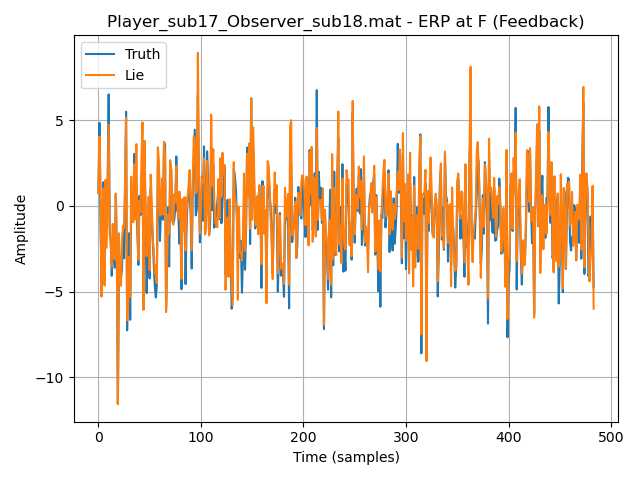 Player_sub17_Observer_sub18.mat - ERP at F (Feedback)
Truth
Lie
Amplitude
5
0
−5
−10
0
100
200
300
400
500
Time (samples)